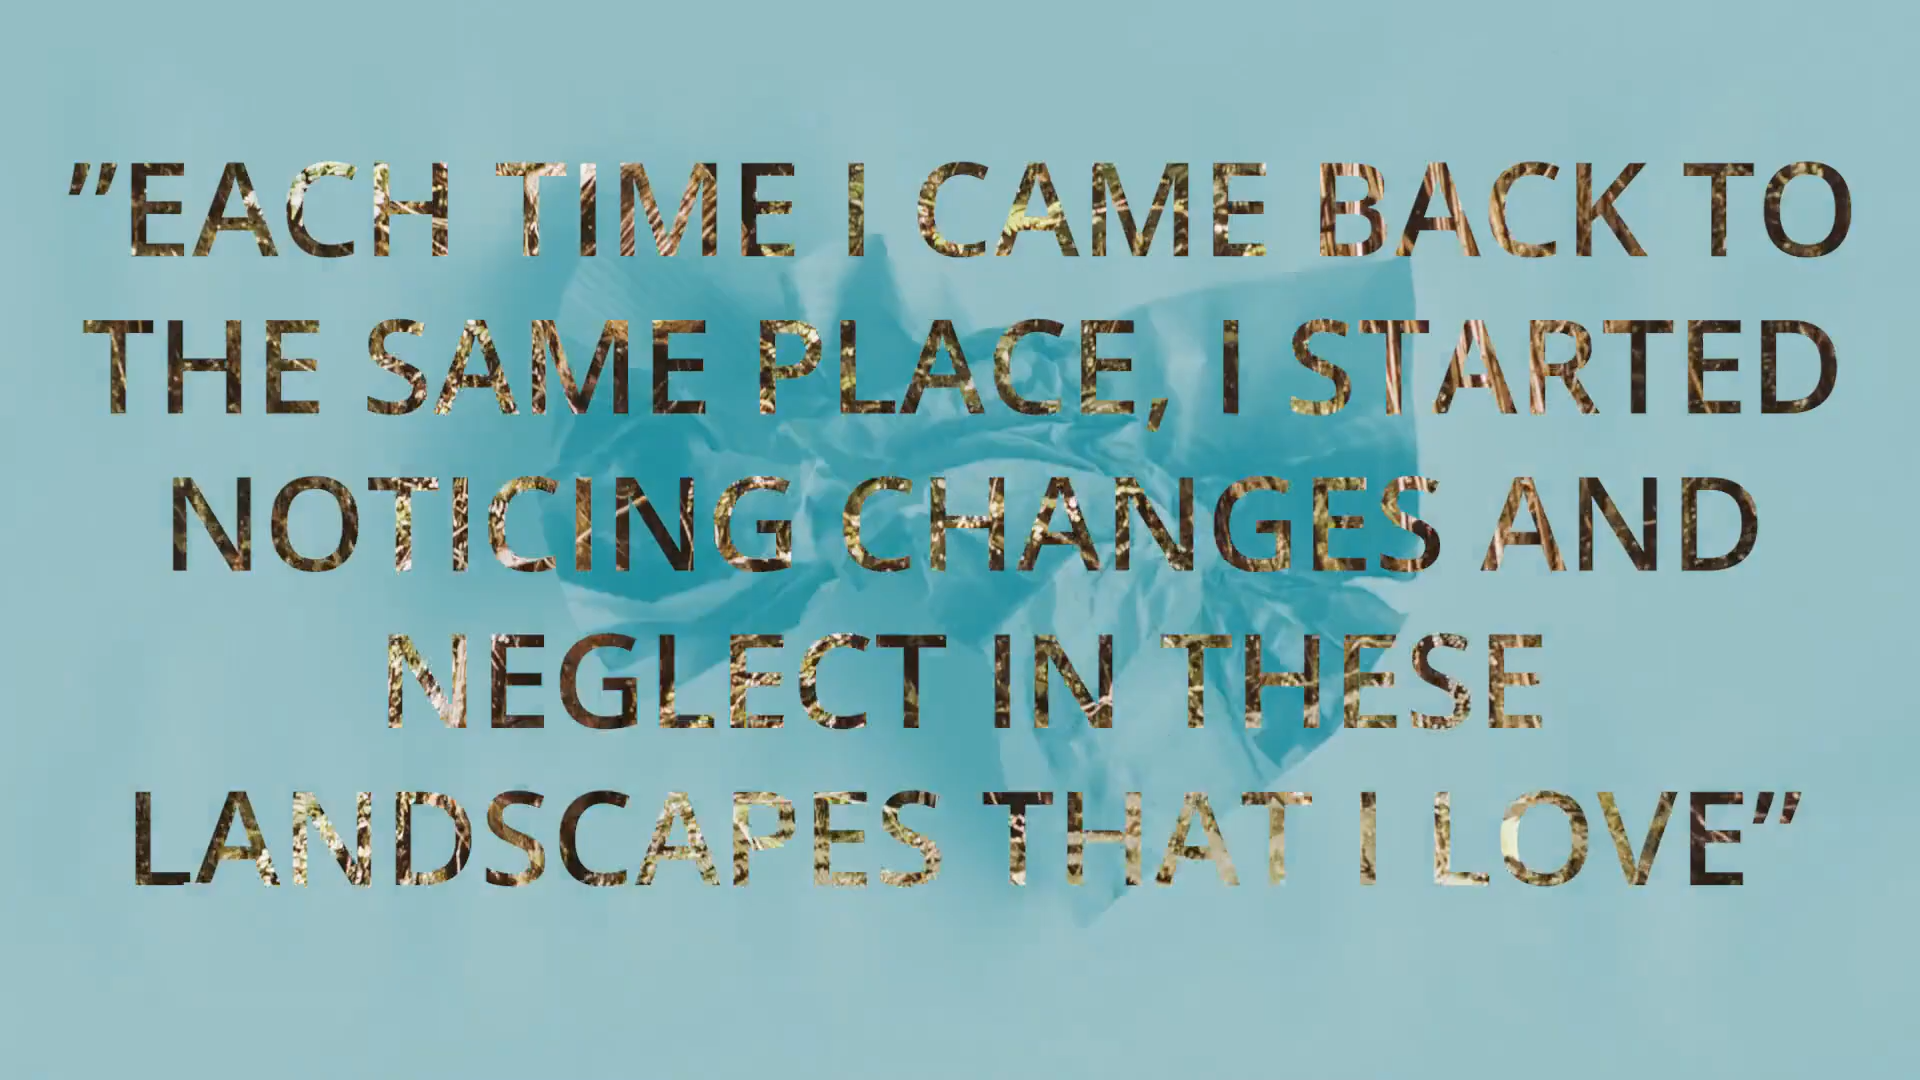 ”EACH TIME I CAME BACK TO
THE SAME PLACE, I STARTED
NOTICING CHANGES AND
NEGLECT IN THESE
LANDSCAPES THAT I LOVE”